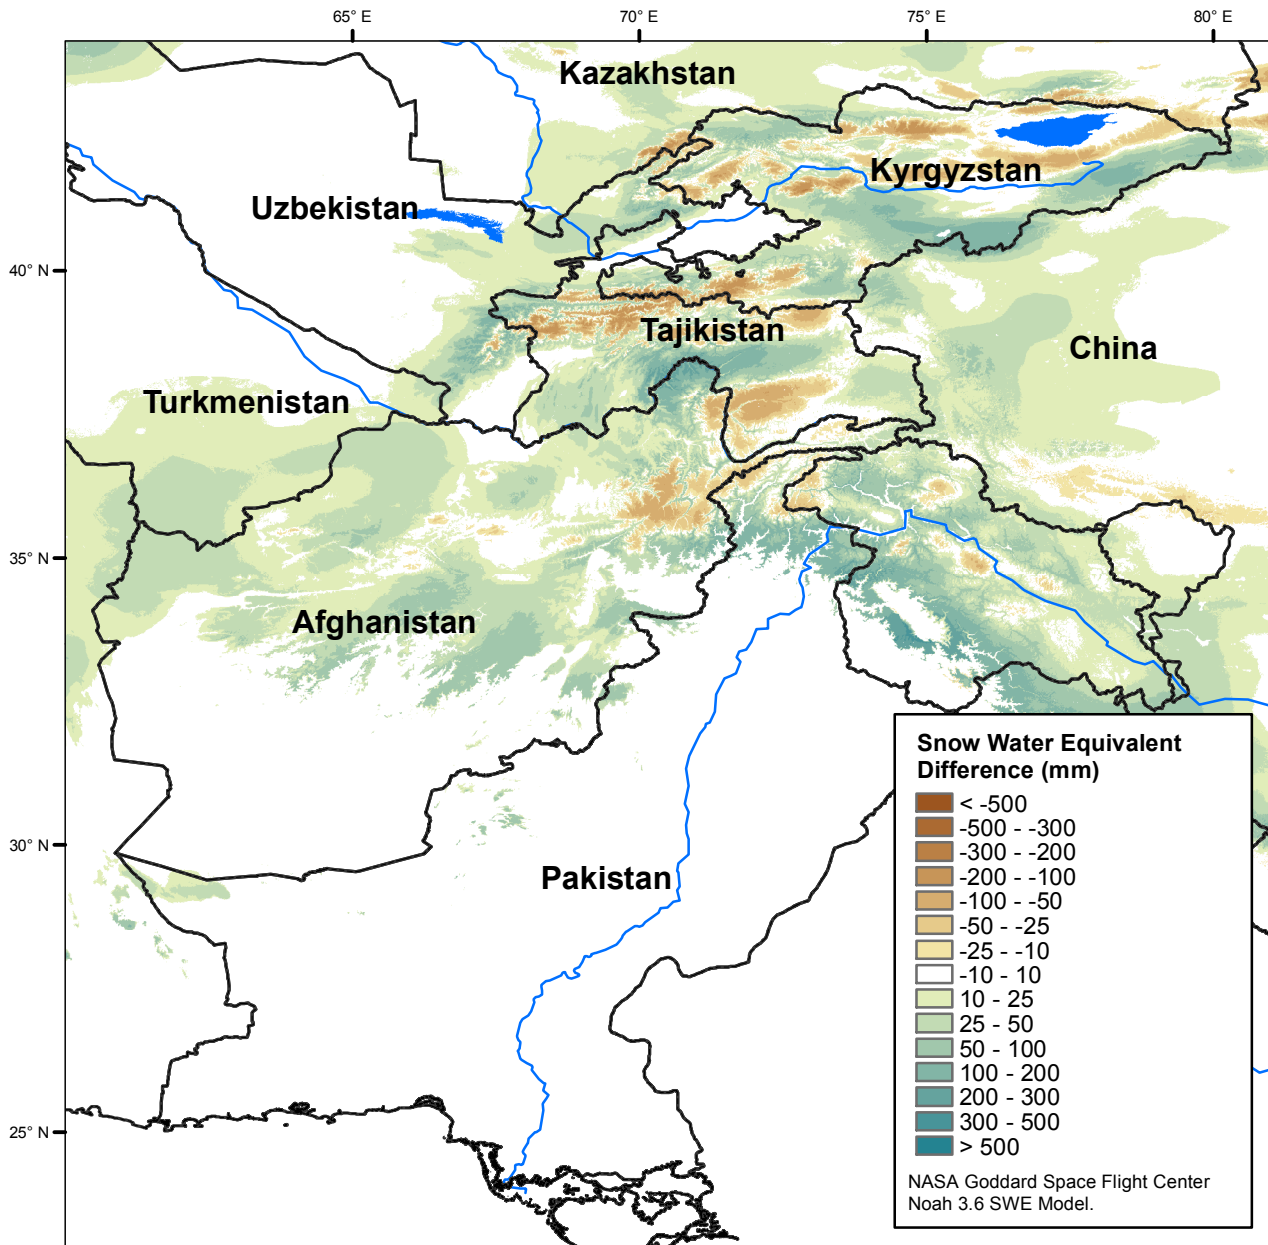 65° E
70° E
75° E
80° E
Kazakhstan
Kyrgyzstan
Uzbekistan
40° N
Tajikistan
China
Turkmenistan
35° N
Afghanistan
30° N
Pakistan
25° N
Snow Water Equivalent
Difference (mm)
< -500
-500 - -300
-300 - -200
-200 - -100
-100 - -50
-50 - -25
-25 - -10
-10 - 10
10 - 25
25 - 50
50 - 100
100 - 200
200 - 300
300 - 500
> 500
NASA Goddard Space Flight Center
Noah 3.6 SWE Model.